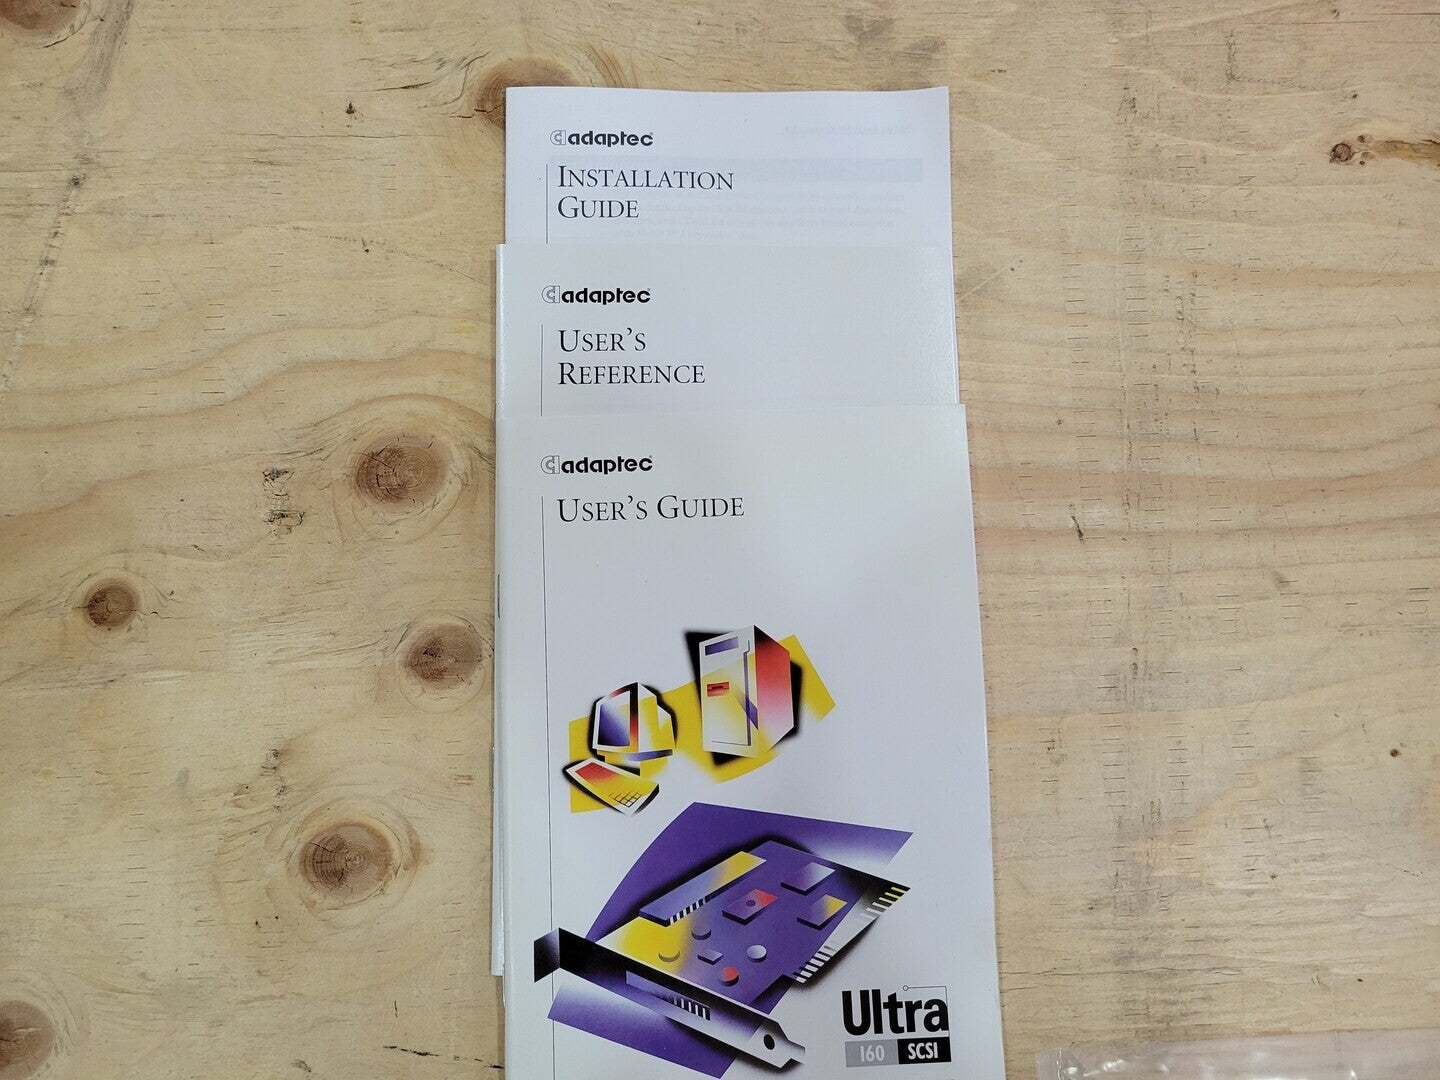 adaptec
INSTALLATION
GUIDE
adaptec
USER'S
REFERENCE
adaptec
USER'S GUIDE
Ultra
160 SCSI